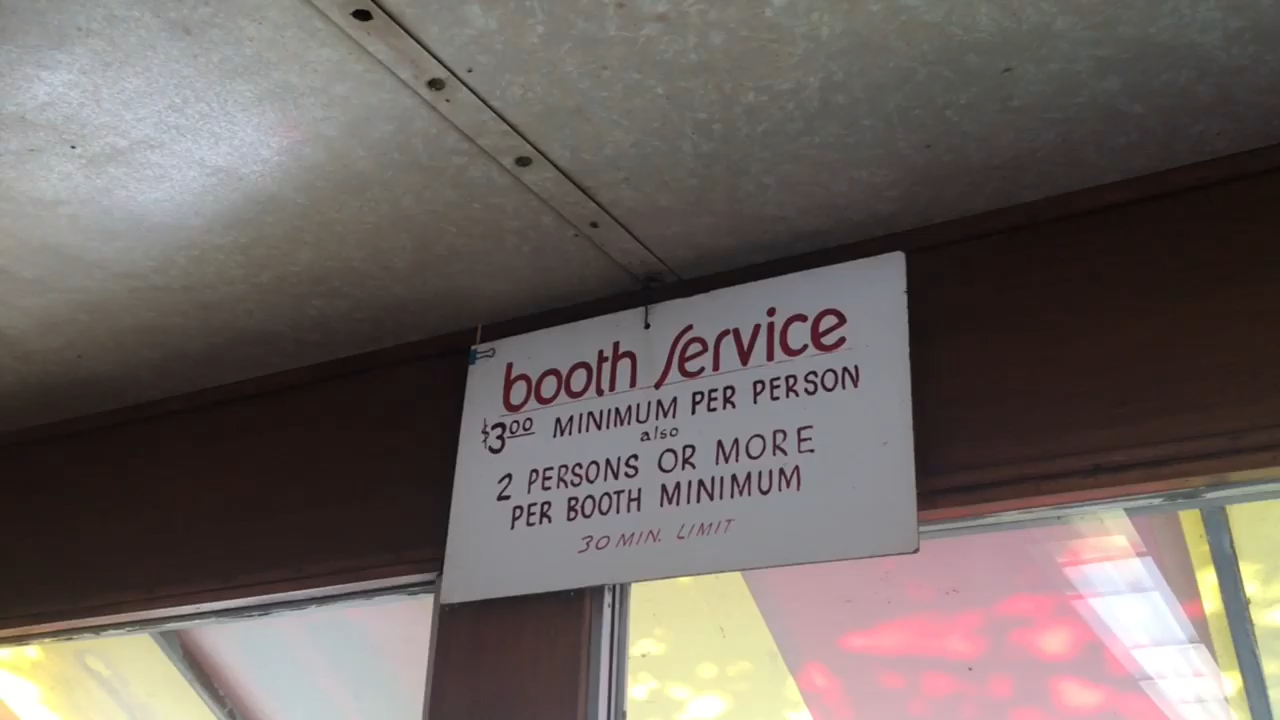 booth service
$3.00 MINIMUM PER PERSON
also
2 PERSONS OR MORE
PER BOOTH MINIMUM
30 MIN. LIMIT